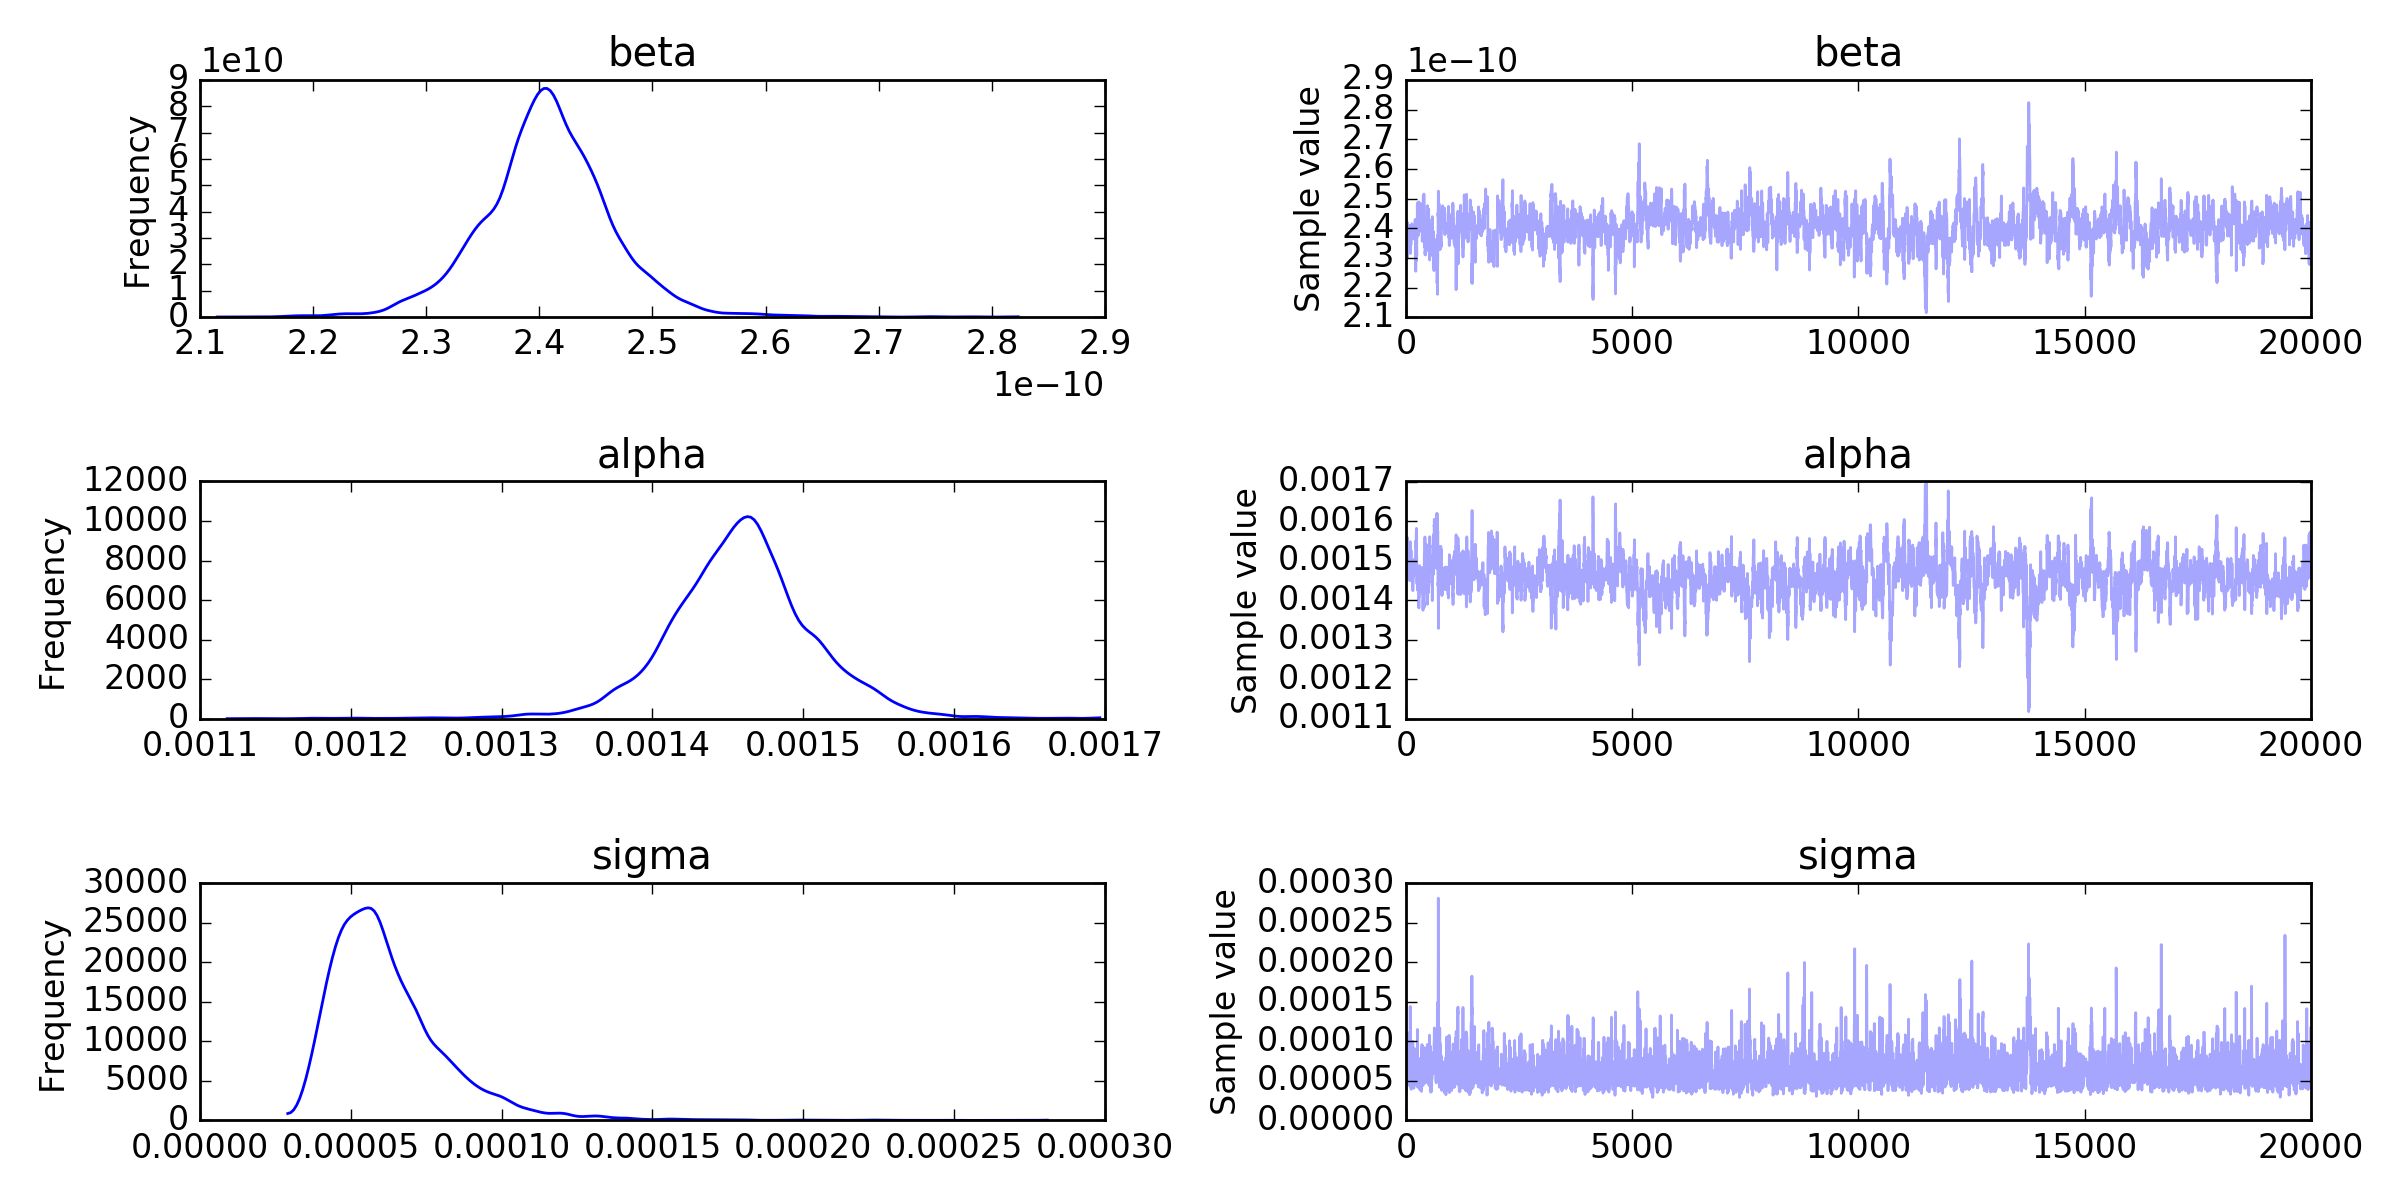 beta
1e10
Frequency
9
8
7
6
5
4
3
2
1
0
2.1 2.2 2.3 2.4 2.5 2.6 2.7 2.8 2.9
1e−10
beta
1e−10
Sample value
2.9
2.8
2.7
2.6
2.5
2.4
2.3
2.2
2.1
0 5000 10000 15000 20000
alpha
Frequency
12000
10000
8000
6000
4000
2000
0
0.0011 0.0012 0.0013 0.0014 0.0015 0.0016 0.0017
alpha
Sample value
0.0017
0.0016
0.0015
0.0014
0.0013
0.0012
0.0011
0 5000 10000 15000 20000
sigma
Frequency
30000
25000
20000
15000
10000
5000
0
0.00000 0.00005 0.00010 0.00015 0.00020 0.00025 0.00030
sigma
Sample value
0.00030
0.00025
0.00020
0.00015
0.00010
0.00005
0.00000
0 5000 10000 15000 20000